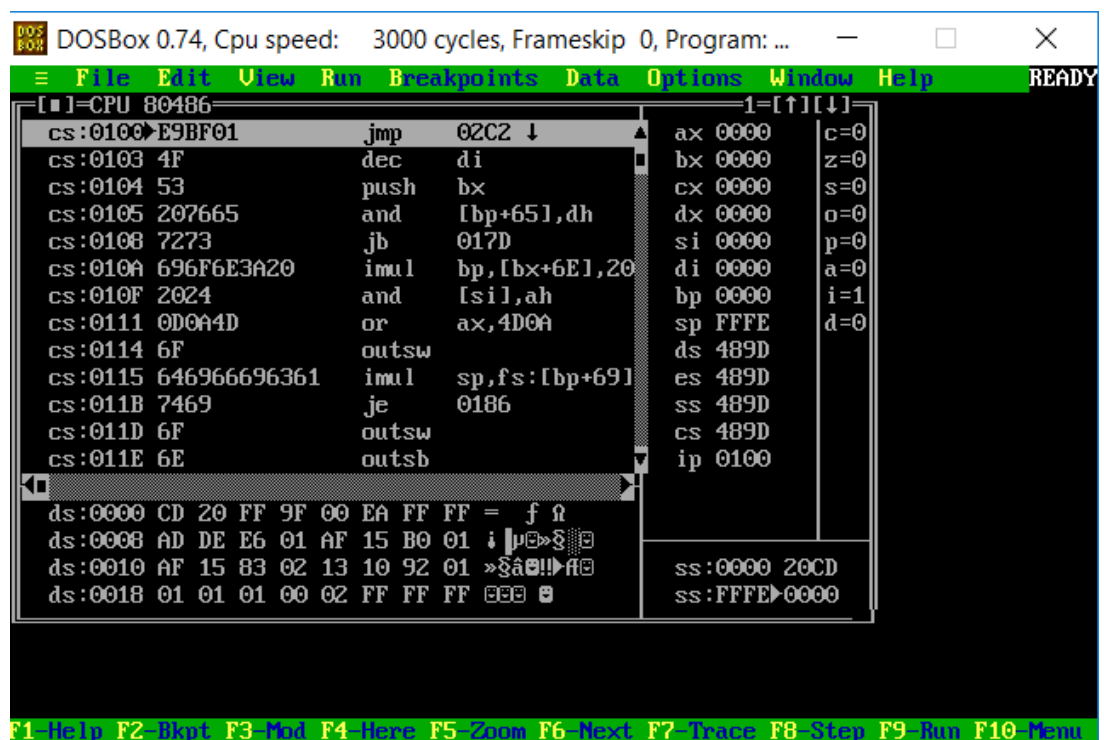 DOSBox 0.74, Cpu speed: 3000 cycles, Frameskip 0, Program: ...
≡ File Edit View Run Breakpoints Data Options Window Help READY
[■]=CPU 80486 1=[↑][↓]
cs:0100►E9BF01 jmp 02C2 ↓ ax 0000 c=0
cs:0103 4F dec di bx 0000 z=0
cs:0104 53 push bx cx 0000 s=0
cs:0105 207665 and [bp+65],dh dx 0000 o=0
cs:0108 7273 jb 017D si 0000 p=0
cs:010A 696F6E3A20 imul bp,[bx+6E],20 di 0000 a=0
cs:010F 2024 and [si],ah bp 0000 i=1
cs:0111 0D0A4D or ax,4D0A sp FFFE d=0
cs:0114 6F outsw ds 489D
cs:0115 646966696361 imul sp,fs:[bp+69] es 489D
cs:011B 7469 je 0186 ss 489D
cs:011D 6F outsw cs 489D
cs:011E 6E outsb ip 0100
ds:0000 CD 20 FF 9F 00 EA FF FF = ƒ Ω
ds:0008 AD DE E6 01 AF 15 B0 01 ¡▐µ☺»§░☺
ds:0010 AF 15 83 02 13 10 92 01 »§â☻‼►Æ☺ ss:0000 20CD
ds:0018 01 01 01 00 02 FF FF FF ☺☺☺ ☻ ss:FFFE►0000
F1-Help F2-Bkpt F3-Mod F4-Here F5-Zoom F6-Next F7-Trace F8-Step F9-Run F10-Menu